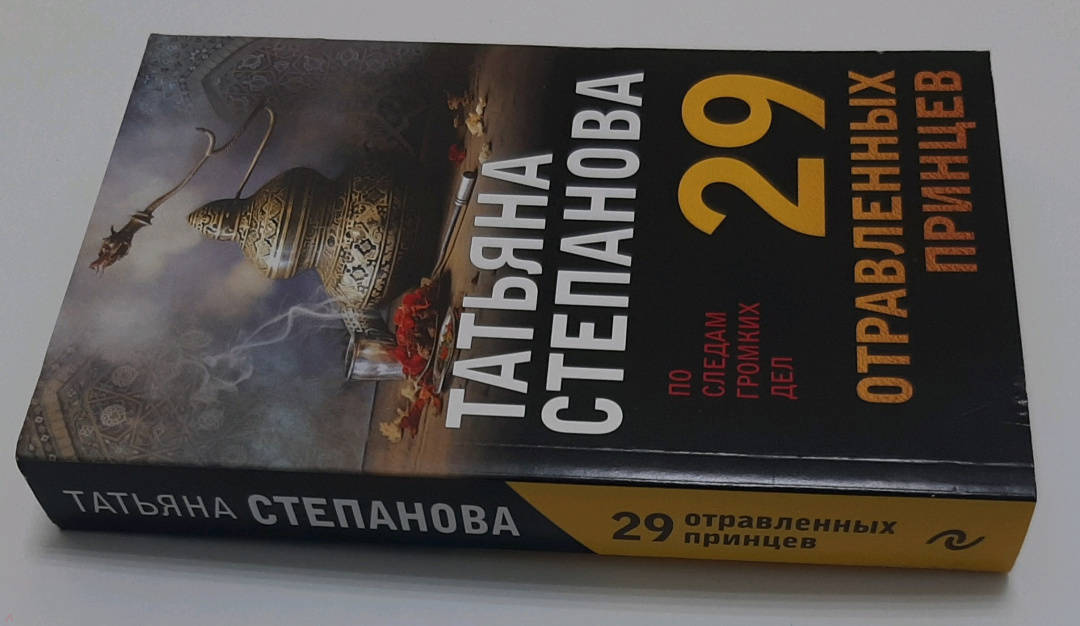 ТАТЬЯНА
СТЕПАНОВА
29
ПО
СЛЕДАМ
ГРОМКИХ
ДЕЛ
ОТРАВЛЕННЫХ
ПРИНЦЕВ
ТАТЬЯНА СТЕПАНОВА
29 отравленных
принцев